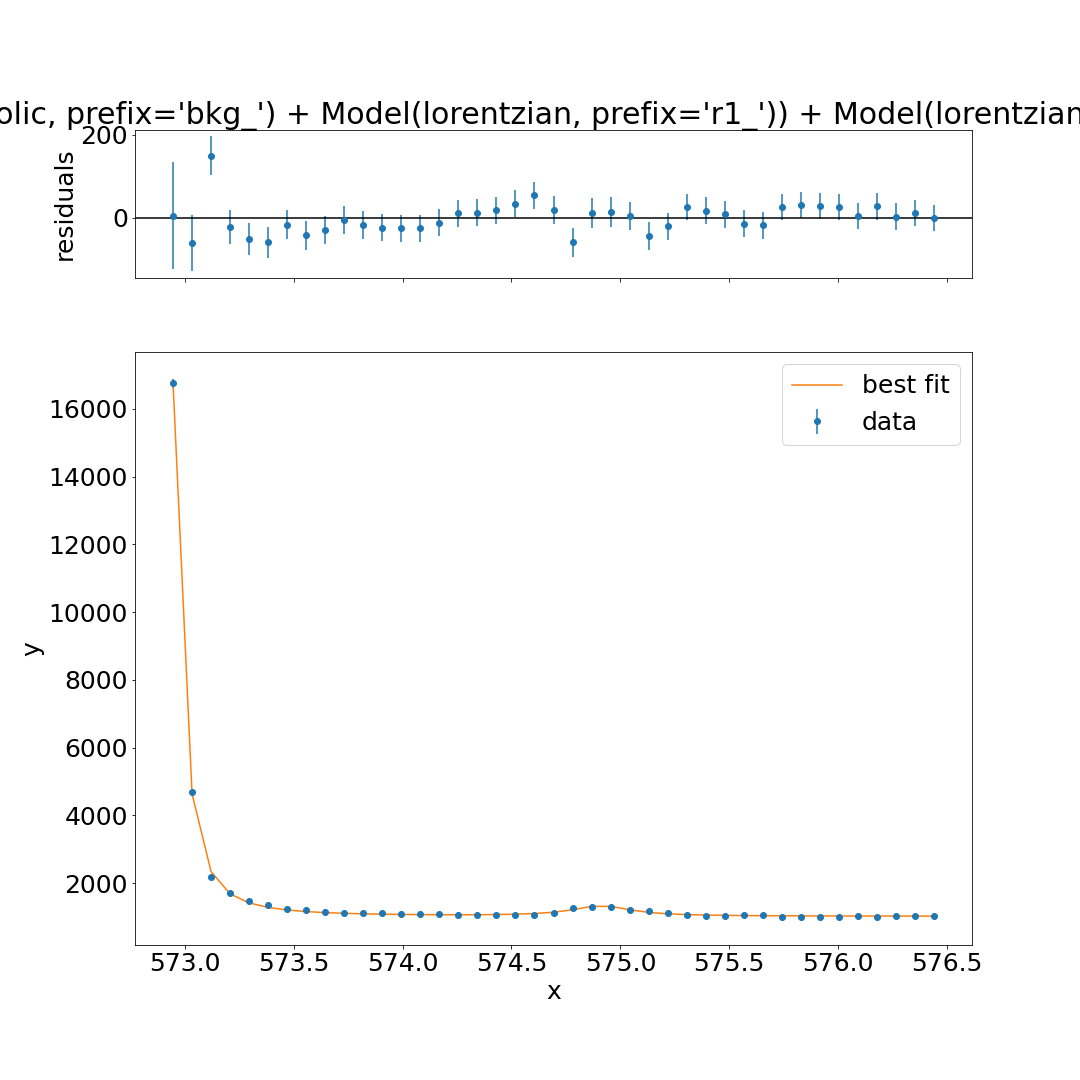 olic, prefix='bkg_') + Model(lorentzian, prefix='r1_')) + Model(lorentzian
200
0
residuals
best fit
data
16000
14000
12000
10000
8000
6000
4000
2000
y
573.0 573.5 574.0 574.5 575.0 575.5 576.0 576.5
x